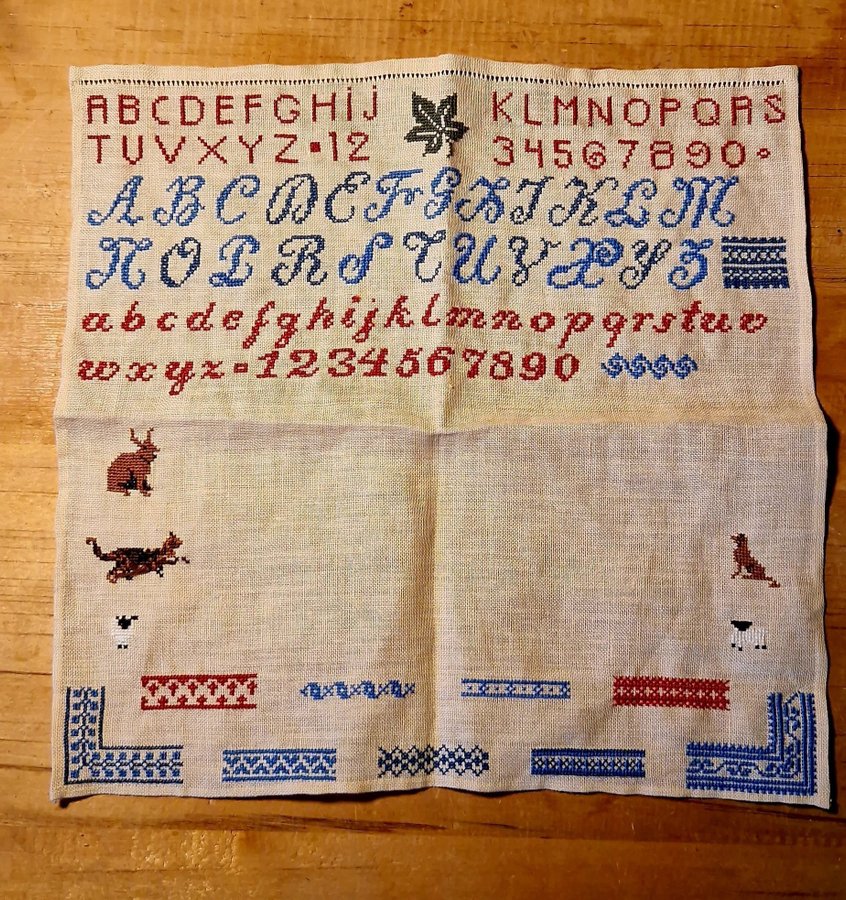 ABCDEFGHij KLMNOPQRS
TUVXYZ▪12 34567890
ABCDEFGHIKLM
NOPRSTUVXYZ
abcdefghijklmnopqrstuv
wxyz▪1234567890